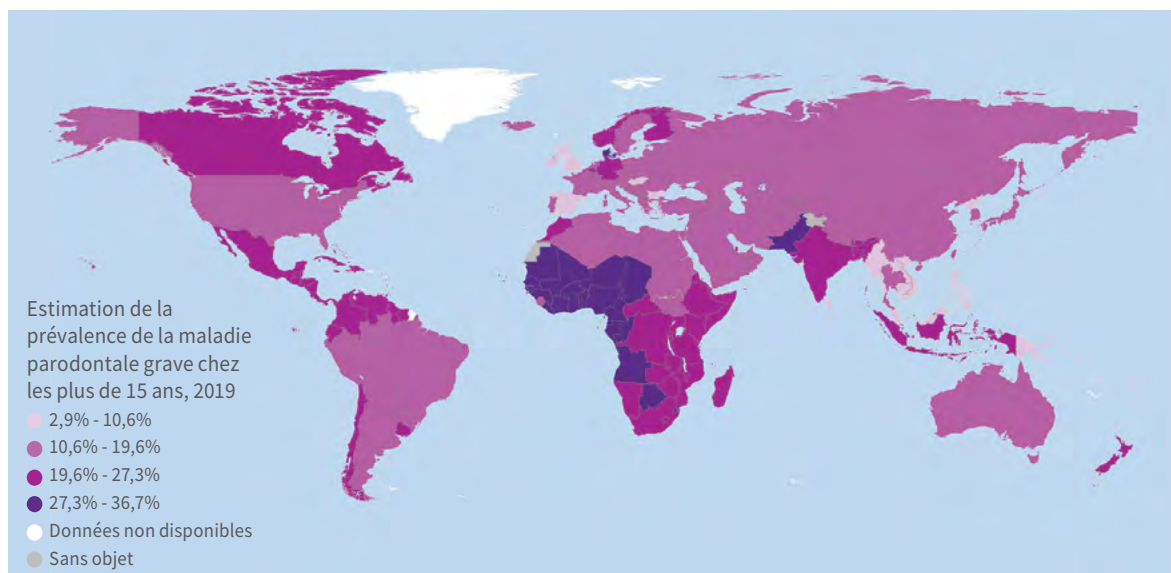 Estimation de la
prévalence de la maladie
parodontale grave chez
les plus de 15 ans, 2019
2,9% - 10,6%
10,6% - 19,6%
19,6% - 27,3%
27,3% - 36,7%
Données non disponibles
Sans objet